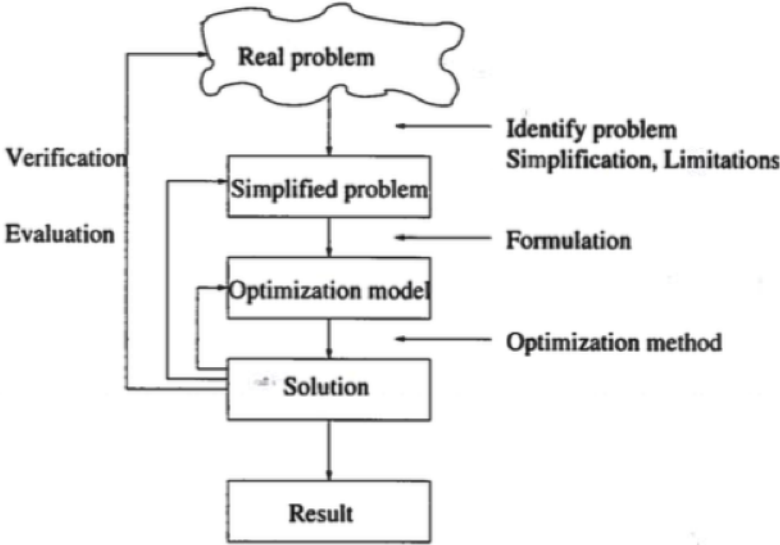 Real problem
Identify problem
Simplification, Limitations
Verification
Simplified problem
Evaluation
Formulation
Optimization model
Optimization method
Solution
Result